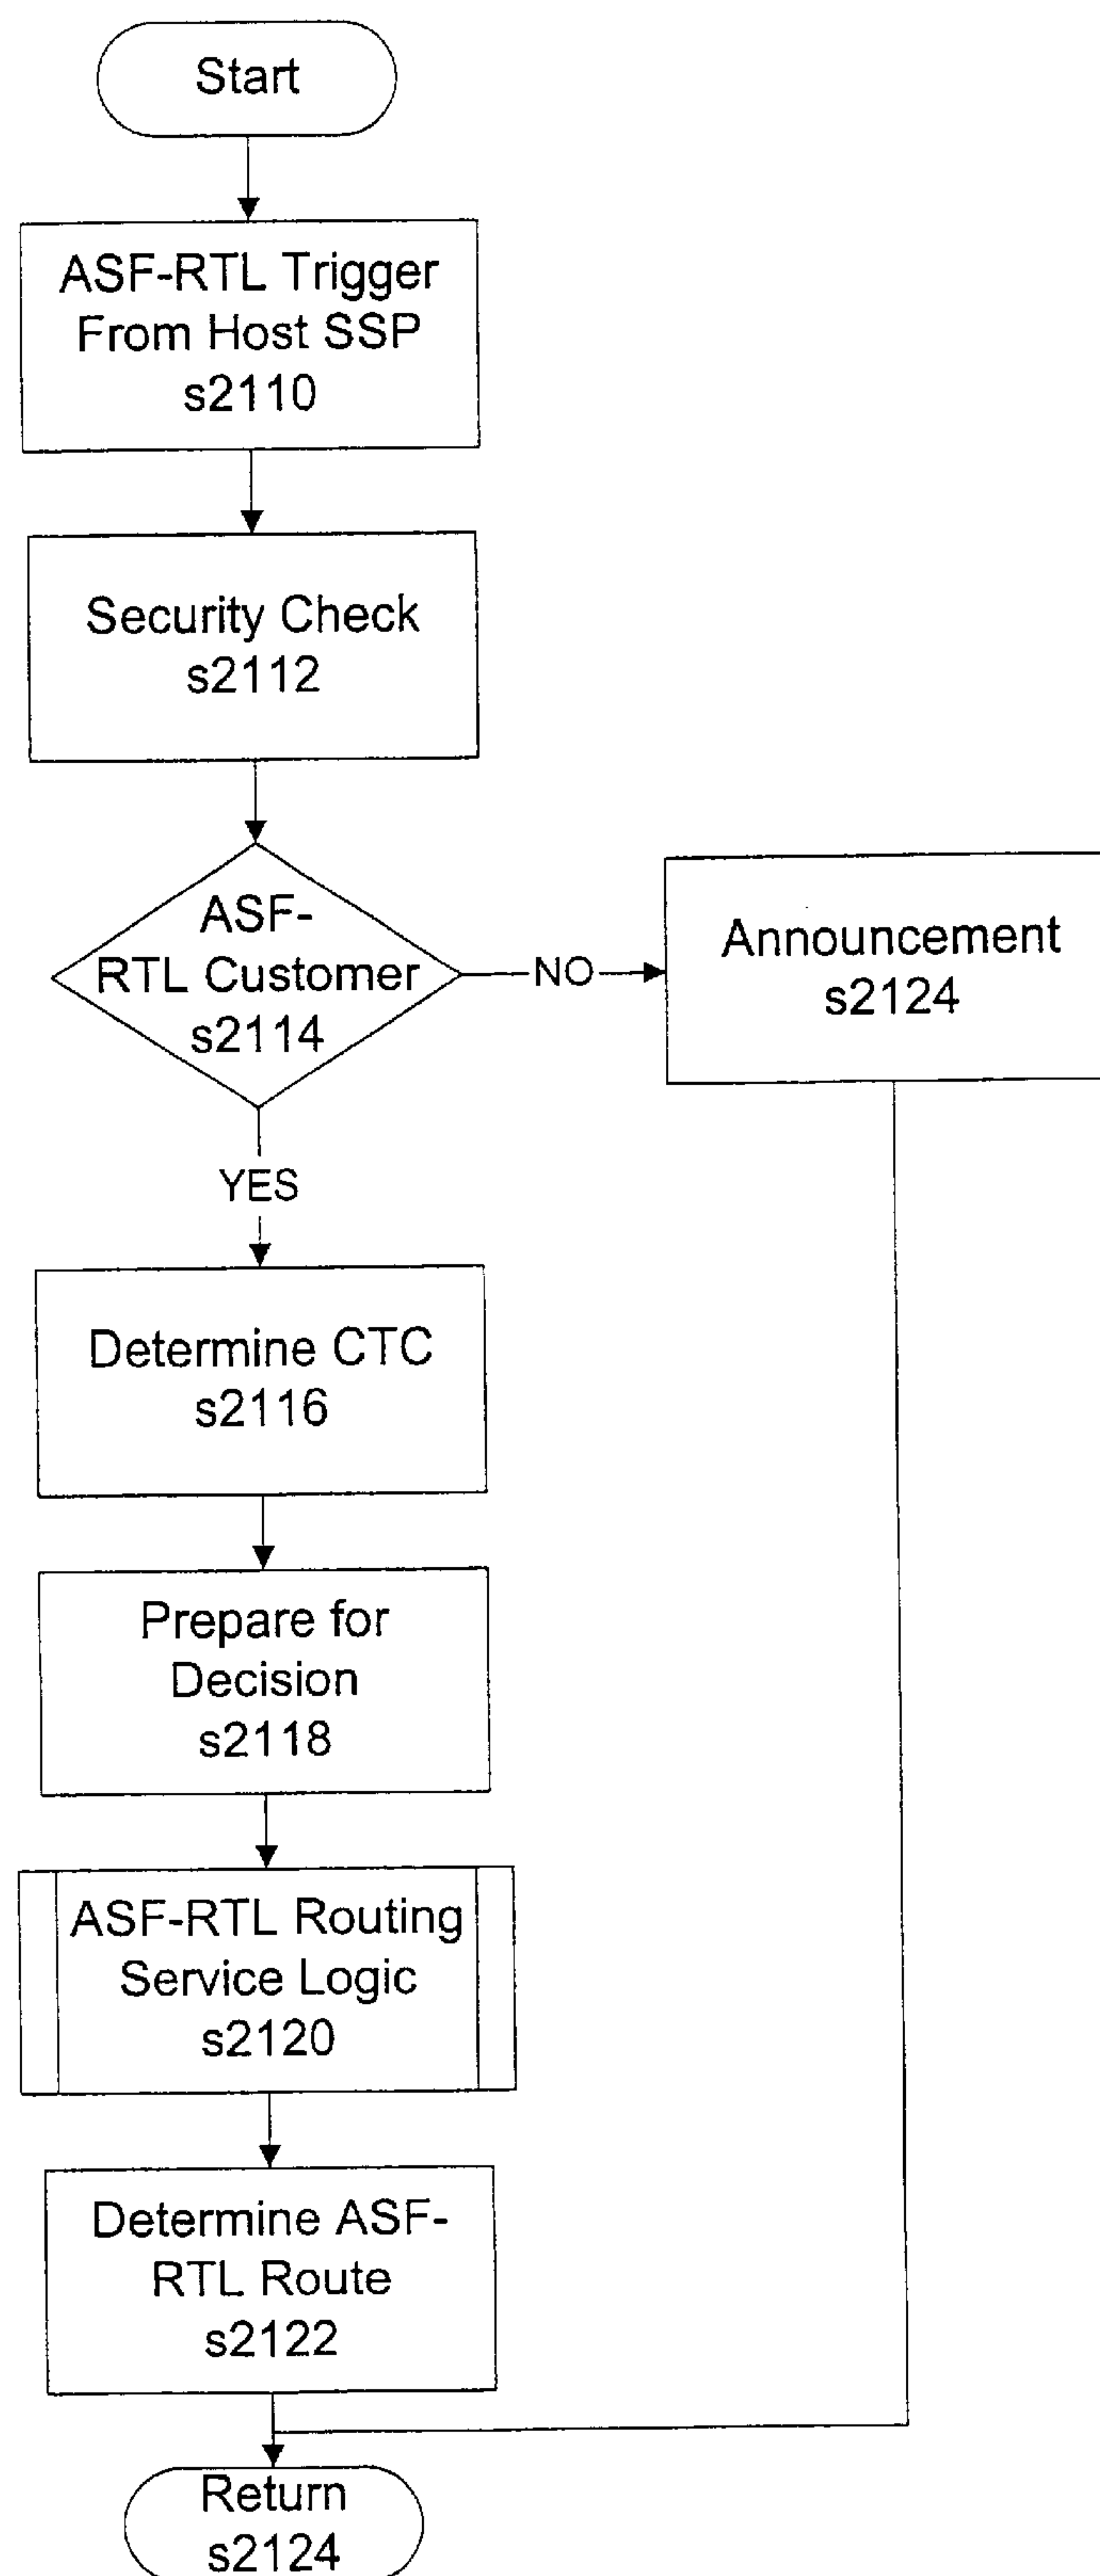 Start
ASF-RTL Trigger
From Host SSP
s2110
Security Check
s2112
ASF-
RTL Customer
s2114
NO
Announcement
s2124
YES
Determine CTC
s2116
Prepare for
Decision
s2118
ASF-RTL Routing
Service Logic
s2120
Determine ASF-
RTL Route
s2122
Return
s2124